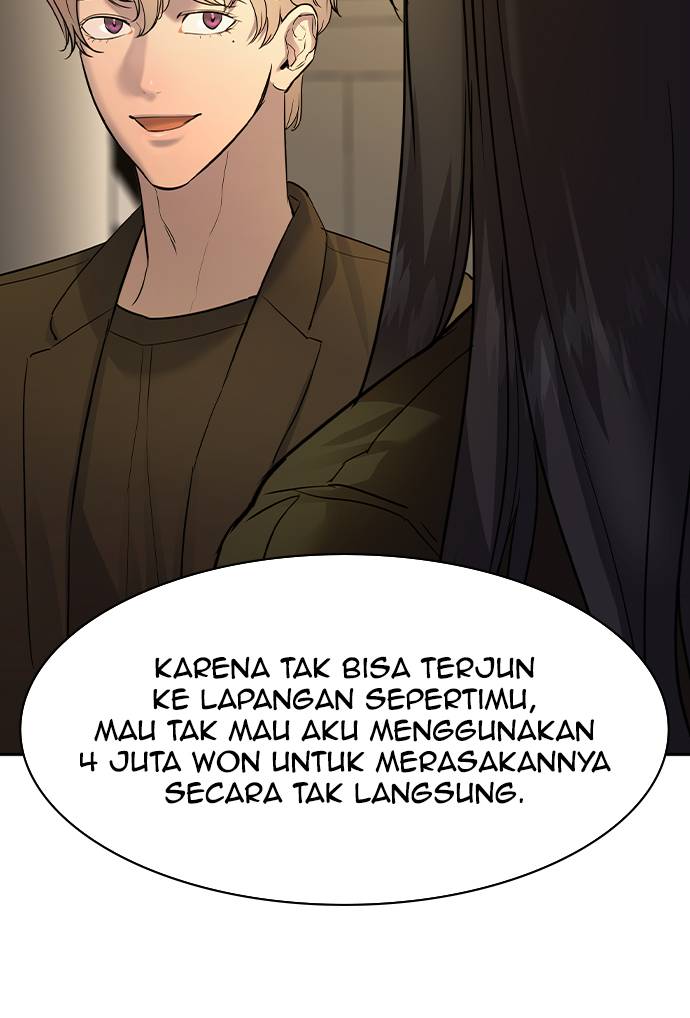 KARENA TAK BISA TERJUN
KE LAPANGAN SEPERTIMU,
MAU TAK MAU AKU MENGGUNAKAN
4 JUTA WON UNTUK MERASAKANNYA
SECARA TAK LANGSUNG.